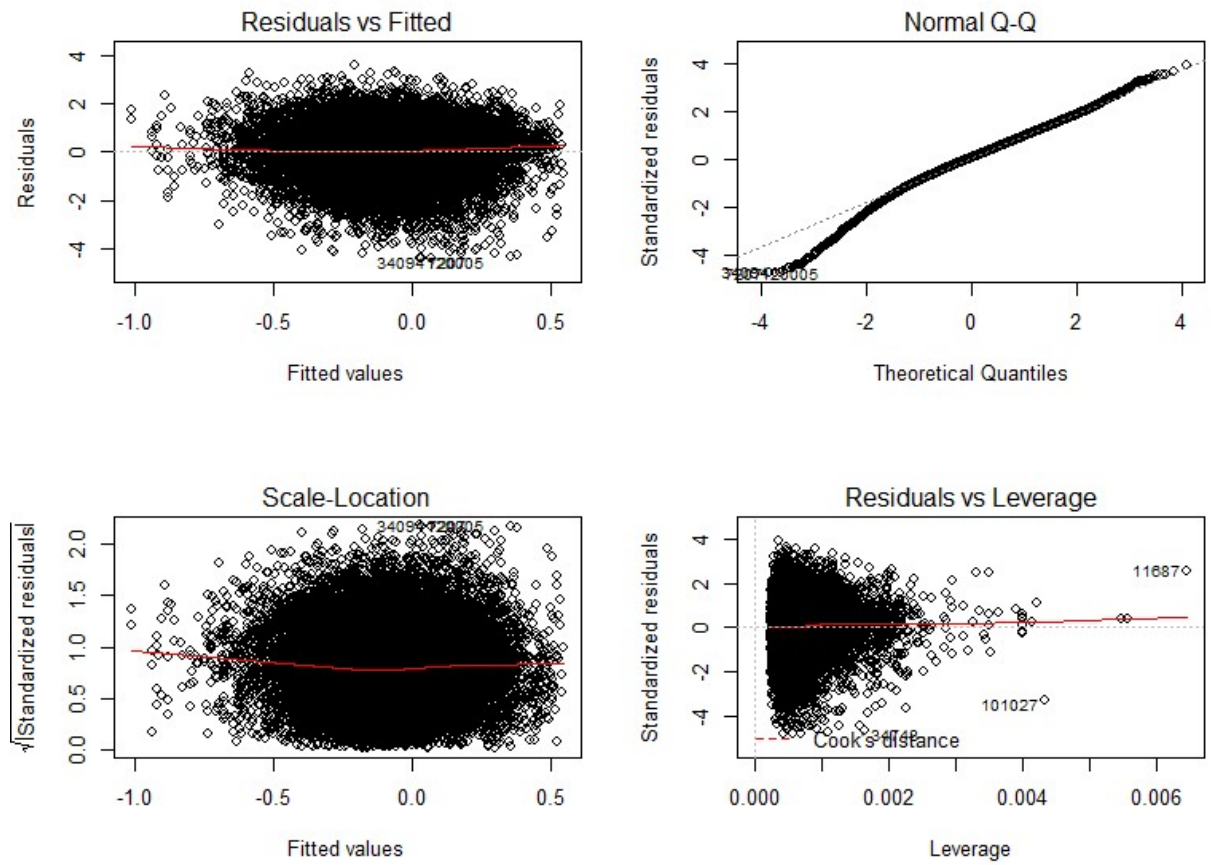 Residuals vs Fitted
Residuals
4
2
0
-2
-4
-1.0 -0.5 0.0 0.5
Fitted values
Normal Q-Q
Standardized residuals
4
2
0
-2
-4
-4 -2 0 2 4
Theoretical Quantiles
Scale-Location
√|Standardized residuals|
2.0
1.5
1.0
0.5
0.0
-1.0 -0.5 0.0 0.5
Fitted values
Residuals vs Leverage
Standardized residuals
4
2
0
-2
-4
11687
101027
Cook's distance
0.000 0.002 0.004 0.006
Leverage